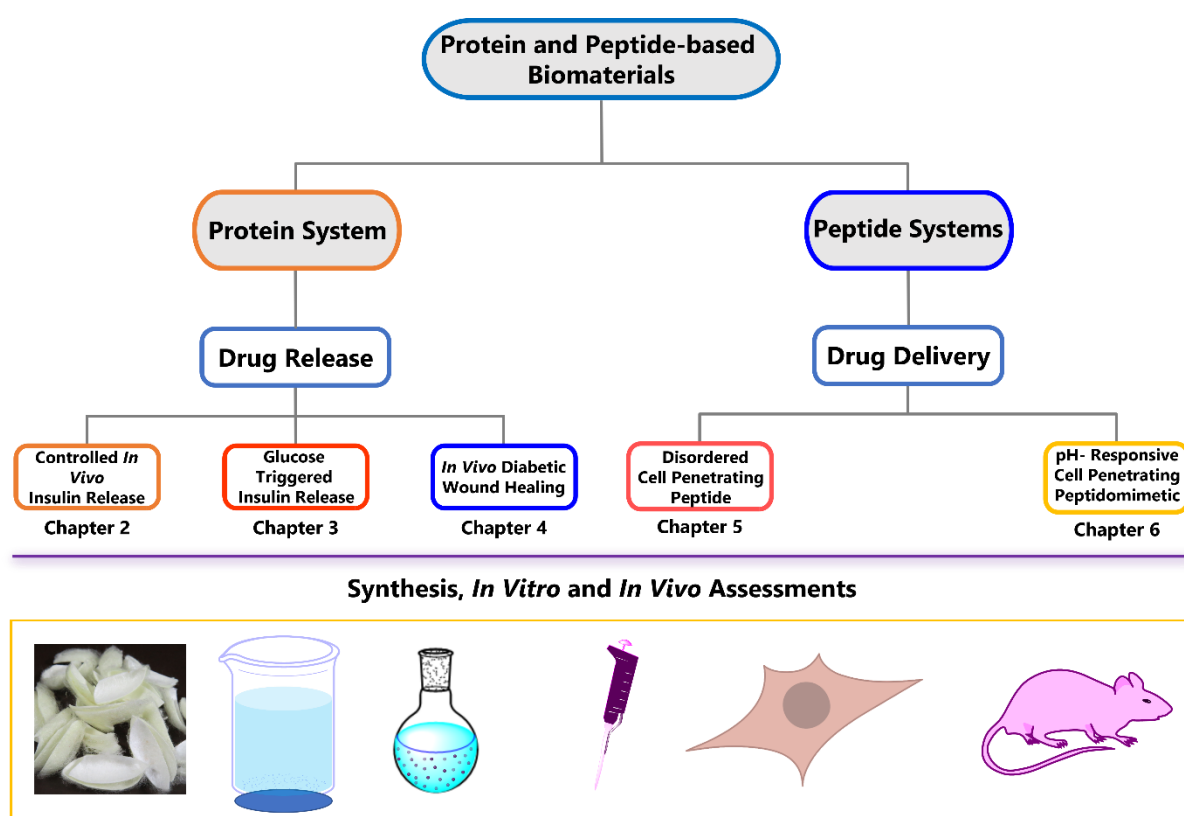 Protein and Peptide-based
Biomaterials
Protein System
Peptide Systems
Drug Release
Drug Delivery
Controlled In
Vivo
Insulin Release
Chapter 2
Glucose
Triggered
Insulin Release
Chapter 3
In Vivo Diabetic
Wound Healing
Chapter 4
Disordered
Cell Penetrating
Peptide
Chapter 5
pH- Responsive
Cell Penetrating
Peptidomimetic
Chapter 6
Synthesis, In Vitro and In Vivo Assessments